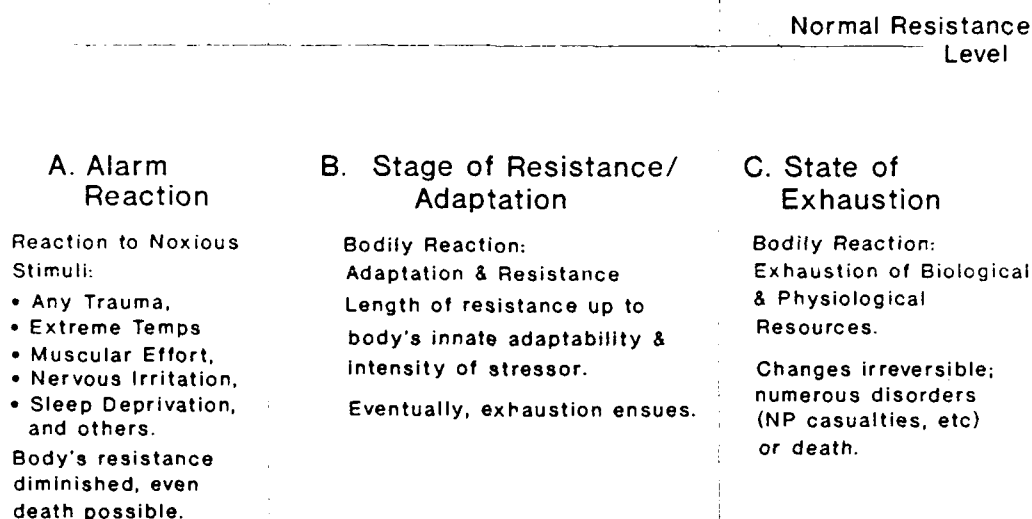 Normal Resistance
Level
A. Alarm
Reaction
Reaction to Noxious
Stimuli:
• Any Trauma,
• Extreme Temps
• Muscular Effort,
• Nervous Irritation,
• Sleep Deprivation,
and others.
Body's resistance
diminished, even
death possible.
B. Stage of Resistance/
Adaptation
Bodily Reaction:
Adaptation & Resistance
Length of resistance up to
body's innate adaptability &
intensity of stressor.
Eventually, exhaustion ensues.
C. State of
Exhaustion
Bodily Reaction:
Exhaustion of Biological
& Physiological
Resources.
Changes irreversible;
numerous disorders
(NP casualties, etc)
or death.